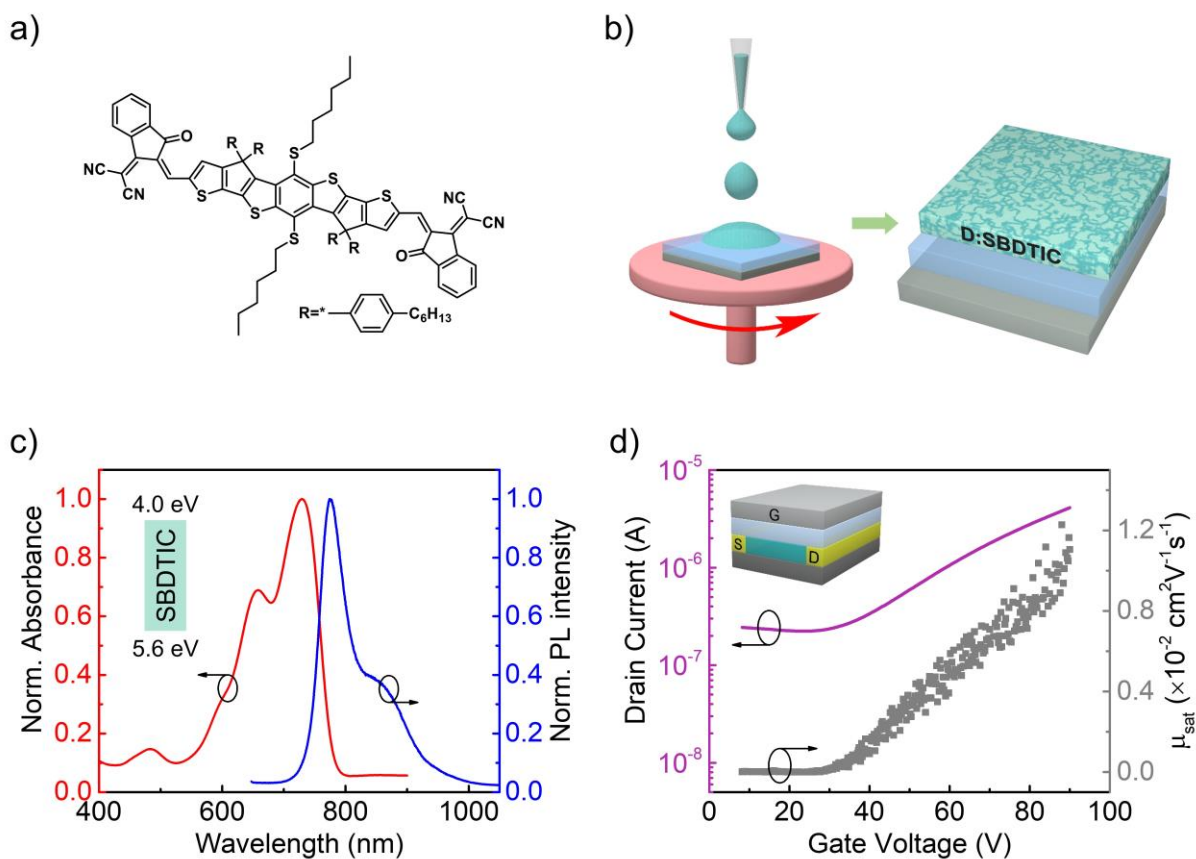 a)
O
R R
S
NC
CN
S
S
S
S
S
R R
O
NC
CN
R=* C₆H₁₃
b)
D:SBDTIC
c)
Norm. Absorbance
1.0
0.8
0.6
0.4
0.2
0.0
4.0 eV
SBDTIC
5.6 eV
1.0
0.8
0.6
0.4
0.2
0.0
Norm. PL intensity
400 600 800 1000
Wavelength (nm)
d)
Drain Current (A)
10⁻⁵
10⁻⁶
10⁻⁷
10⁻⁸
G
S
D
1.2
0.8
0.4
0.0
μsat (×10⁻² cm²V⁻¹s⁻¹)
0 20 40 60 80 100
Gate Voltage (V)